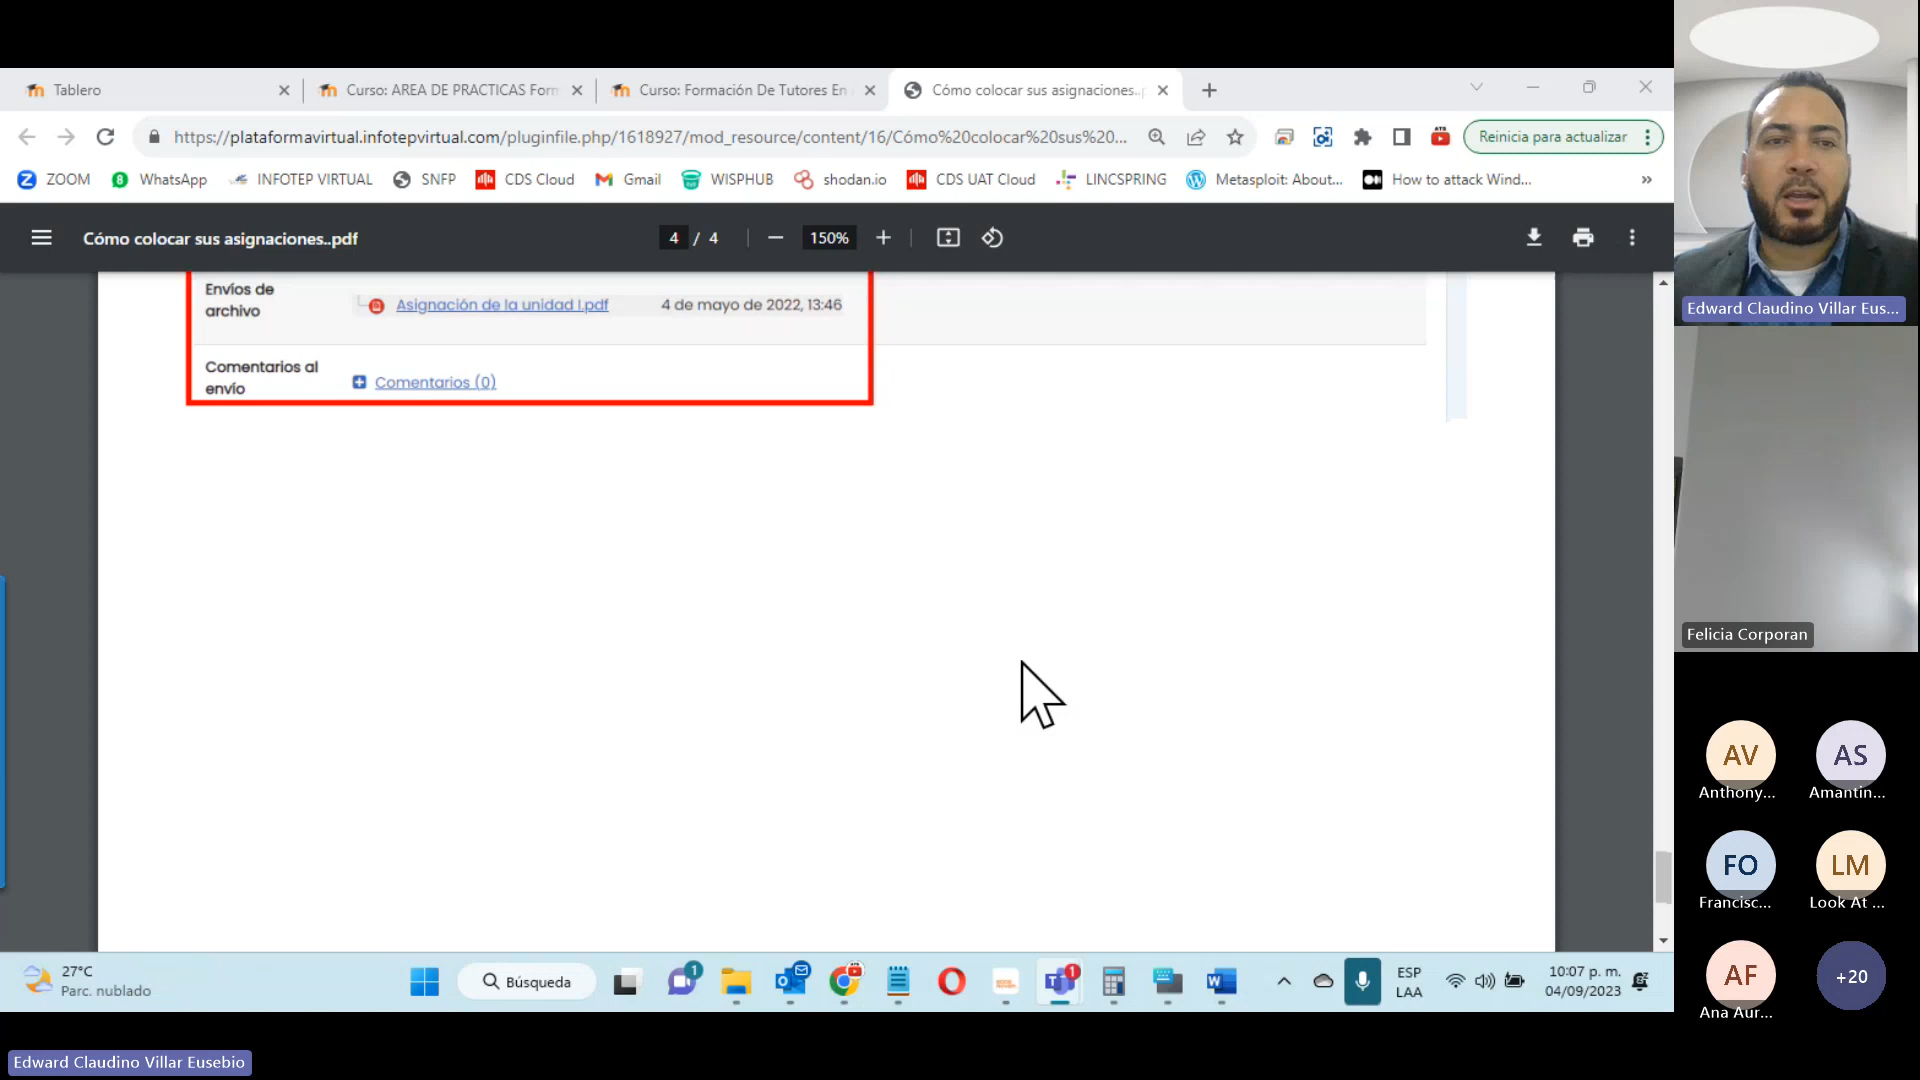 Tablero
Curso: AREA DE PRACTICAS Form
Curso: Formación De Tutores En
Cómo colocar sus asignaciones..p
https://plataformavirtual.infotepvirtual.com/pluginfile.php/1618927/mod_resource/content/16/Cómo%20colocar%20sus%20...
Reinicia para actualizar
ZOOM
WhatsApp
INFOTEP VIRTUAL
SNFP
CDS Cloud
Gmail
WISPHUB
shodan.io
CDS UAT Cloud
LINCSPRING
Metasploit: About...
How to attack Wind...
»
Cómo colocar sus asignaciones..pdf
4 / 4
150%
Envíos de
archivo
Asignación de la unidad I.pdf
4 de mayo de 2022, 13:46
Comentarios al
envío
Comentarios (0)
Edward Claudino Villar Eus...
Felicia Corporan
AV
Anthony...
AS
Amantin...
FO
Francisc...
LM
Look At ...
AF
Ana Aur...
+20
27°C
Parc. nublado
Búsqueda
1
1
ESP
LAA
10:07 p. m.
04/09/2023
Edward Claudino Villar Eusebio